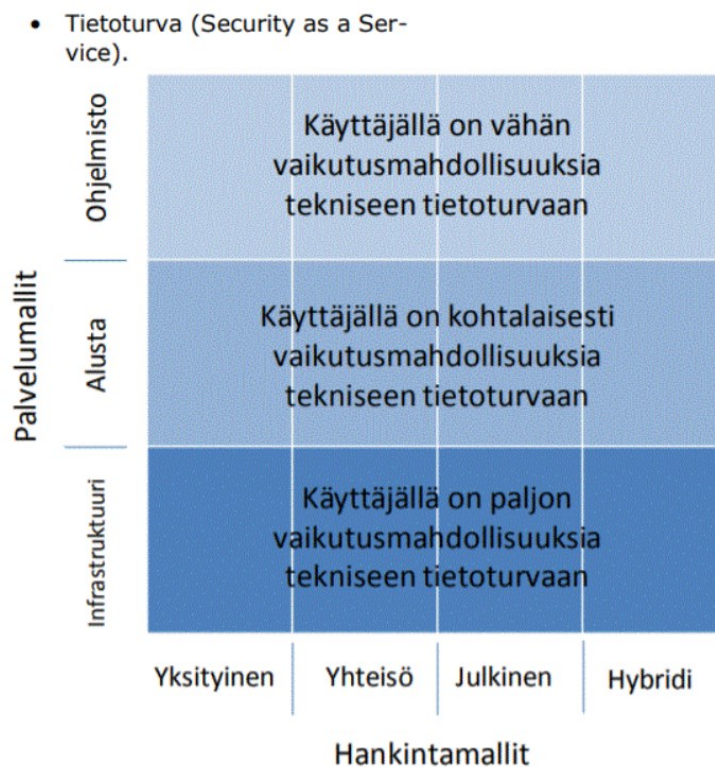 • Tietoturva (Security as a Ser-
vice).
Palvelumallit
Ohjelmisto
Käyttäjällä on vähän
vaikutusmahdollisuuksia
tekniseen tietoturvaan
Alusta
Käyttäjällä on kohtalaisesti
vaikutusmahdollisuuksia
tekniseen tietoturvaan
Infrastruktuuri
Käyttäjällä on paljon
vaikutusmahdollisuuksia
tekniseen tietoturvaan
Yksityinen
Yhteisö
Julkinen
Hybridi
Hankintamallit